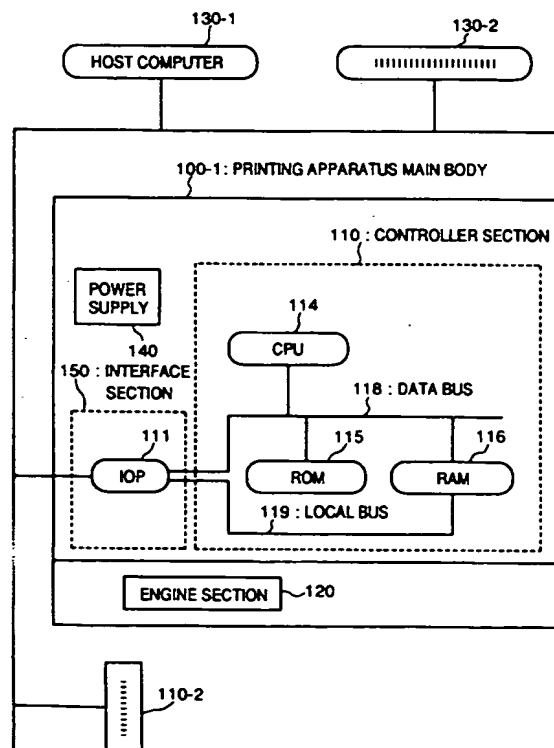 130-1
130-2
HOST COMPUTER
100-1 : PRINTING APPARATUS MAIN BODY
110 : CONTROLLER SECTION
POWER
SUPPLY
140
114
CPU
150 : INTERFACE
SECTION
118 : DATA BUS
111
115
116
IOP
ROM
RAM
119 : LOCAL BUS
ENGINE SECTION
120
110-2